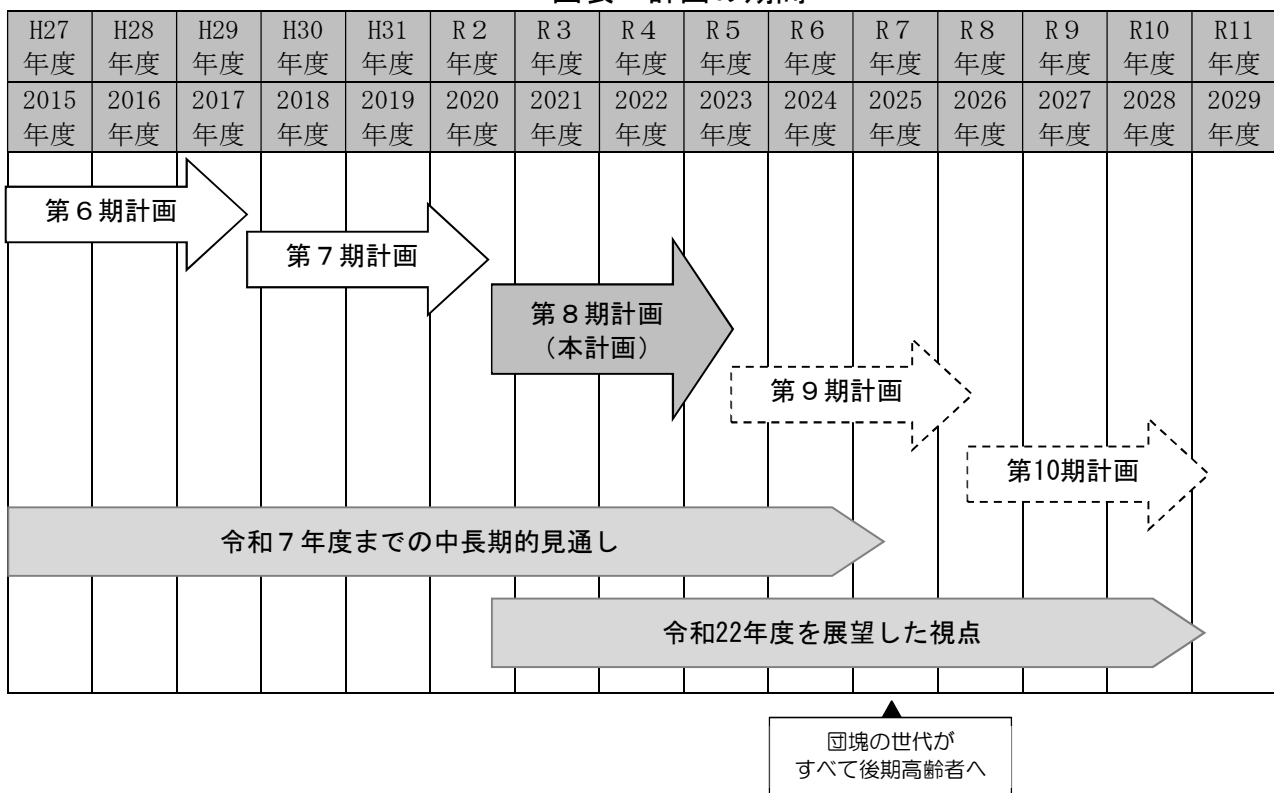 H27 H28 H29 H30 H31 R２ R３ R４ R５ R６ R７ R８ R９ R10 R11
年度 年度 年度 年度 年度 年度 年度 年度 年度 年度 年度 年度 年度 年度 年度
2015 2016 2017 2018 2019 2020 2021 2022 2023 2024 2025 2026 2027 2028 2029
年度 年度 年度 年度 年度 年度 年度 年度 年度 年度 年度 年度 年度 年度 年度
第６期計画
第７期計画
第８期計画
（本計画）
第９期計画
第10期計画
令和７年度までの中長期的見通し
令和22年度を展望した視点
団塊の世代が
すべて後期高齢者へ